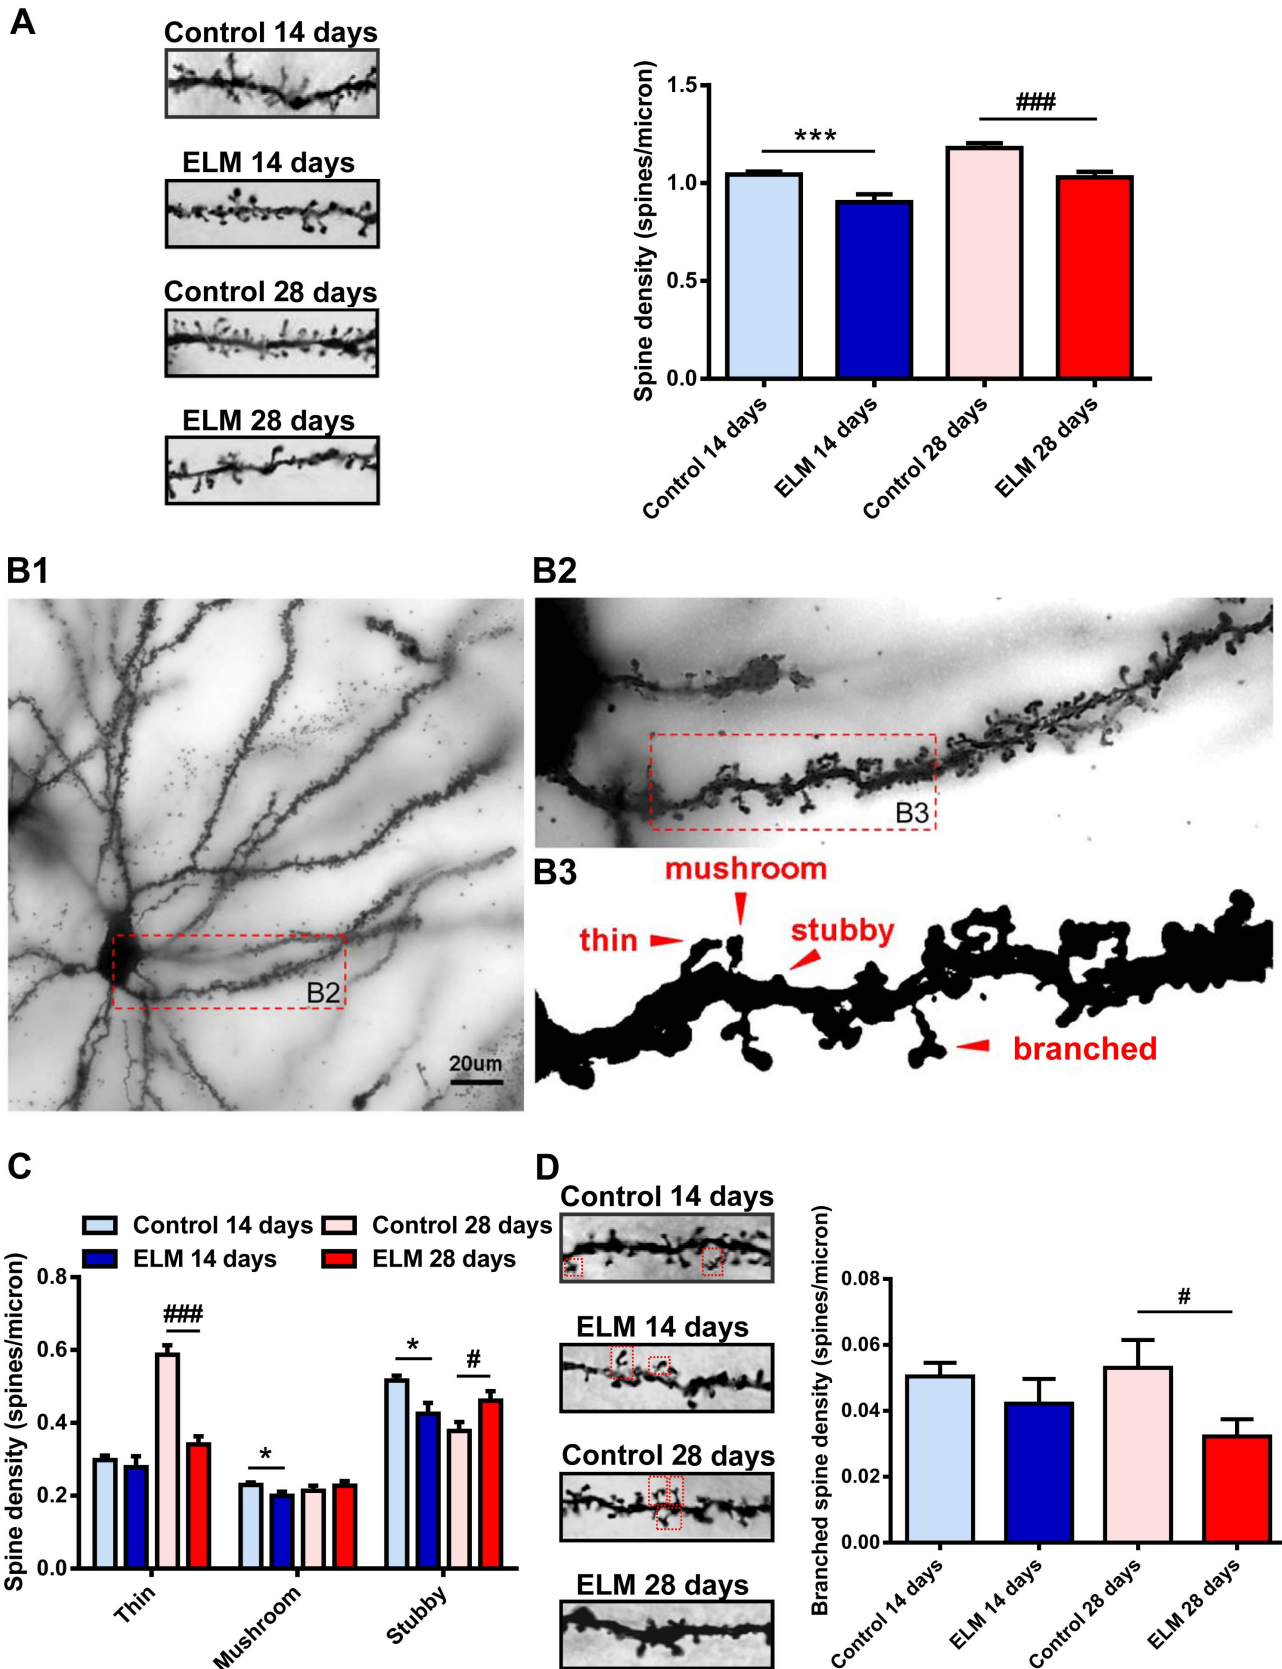 A
Control 14 days
ELM 14 days
Control 28 days
ELM 28 days
Spine density (spines/micron)
1.5
1.0
0.5
0.0
***
###
Control 14 days
ELM 14 days
Control 28 days
ELM 28 days
B1
B2
20um
B2
B3
B3
mushroom
thin
stubby
branched
C
Control 14 days
Control 28 days
ELM 14 days
ELM 28 days
Spine density (spines/micron)
0.8
0.6
0.4
0.2
0.0
###
*
*
#
Thin
Mushroom
Stubby
D
Control 14 days
ELM 14 days
Control 28 days
ELM 28 days
Branched spine density (spines/micron)
0.08
0.06
0.04
0.02
0.00
#
Control 14 days
ELM 14 days
Control 28 days
ELM 28 days